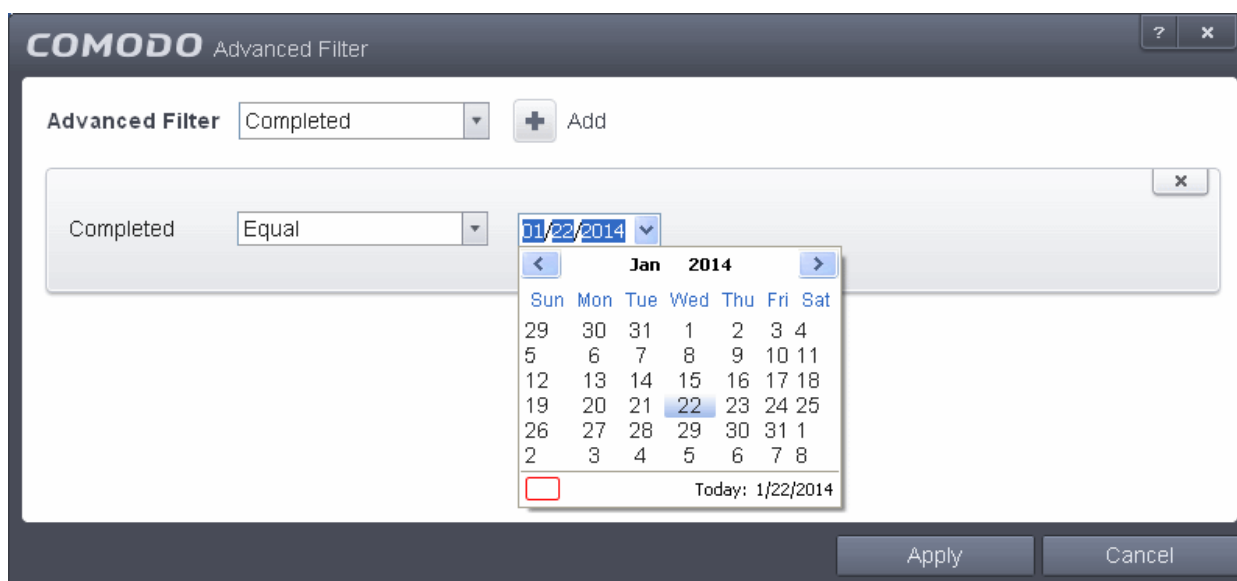 COMODO Advanced Filter ? x
Advanced Filter Completed + Add
x
Completed Equal 01/22/2014
< Jan 2014 >
Sun Mon Tue Wed Thu Fri Sat
29 30 31 1 2 3 4
5 6 7 8 9 10 11
12 13 14 15 16 17 18
19 20 21 22 23 24 25
26 27 28 29 30 31 1
2 3 4 5 6 7 8
Today: 1/22/2014
Apply Cancel